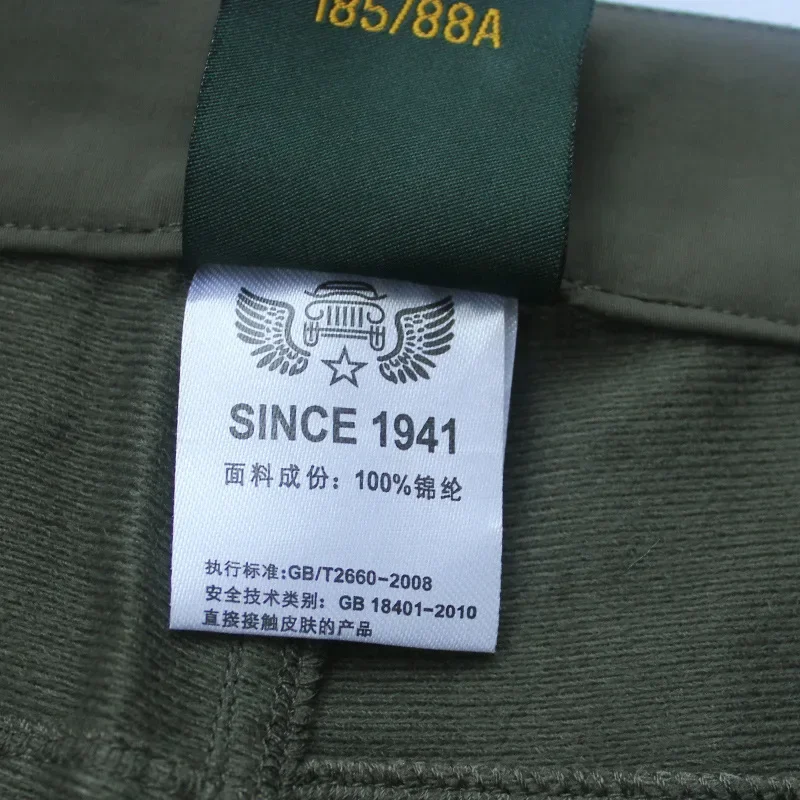 185/88A
SINCE 1941
面料成份：100%锦纶
执行标准:GB/T2660-2008
安全技术类别：GB 18401-2010
直接接触皮肤的产品